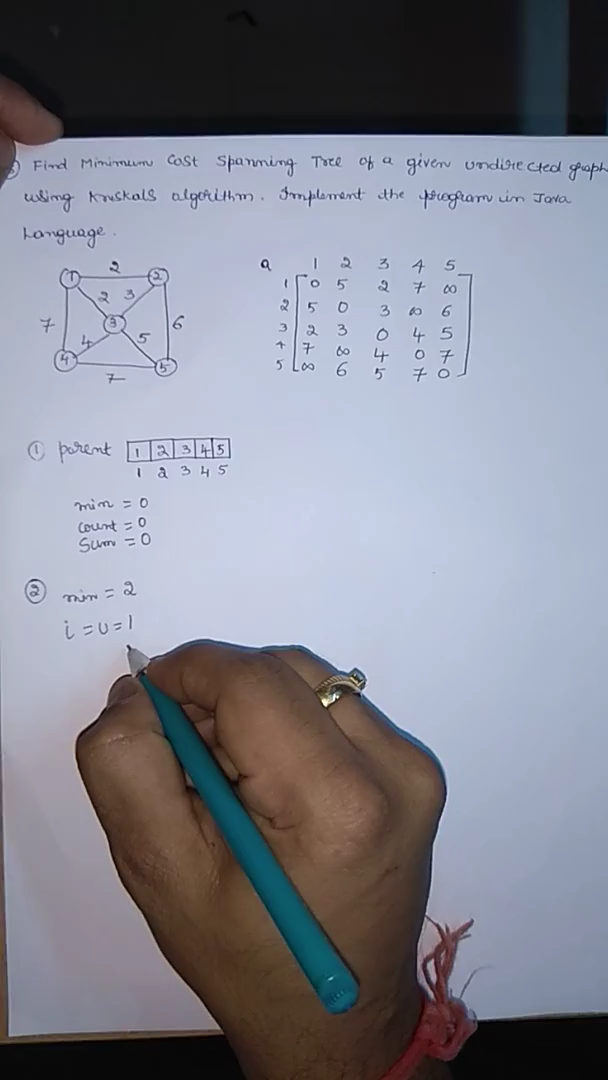 Find Minimum Cost Spanning Tree of a given undirected graph
using Kruskals algorithm. Implement the program in Java
Language.
1 2 2
2 3
7 3 6
4 5
4 7 5
a 1 2 3 4 5
1 0 5 2 7 ∞
2 5 0 3 ∞ 6
3 2 3 0 4 5
4 7 ∞ 4 0 7
5 ∞ 6 5 7 0
① parent 1 2 3 4 5
1 2 3 4 5
min = 0
count = 0
Sum = 0
② min = 2
i = u = 1